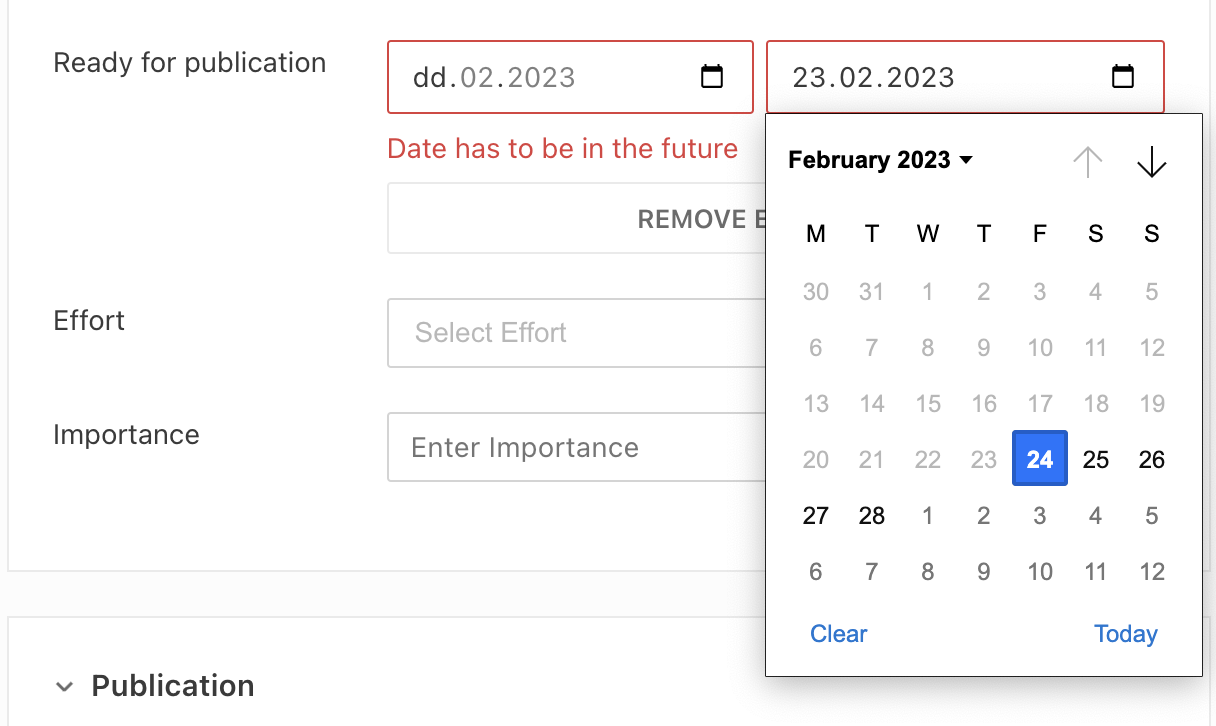 Ready for publication
dd.02.2023
23.02.2023
Date has to be in the future
REMOVE E
February 2023
M T W T F S S
30 31 1 2 3 4 5
6 7 8 9 10 11 12
13 14 15 16 17 18 19
20 21 22 23 24 25 26
27 28 1 2 3 4 5
6 7 8 9 10 11 12
Clear Today
Effort
Select Effort
Importance
Enter Importance
Publication